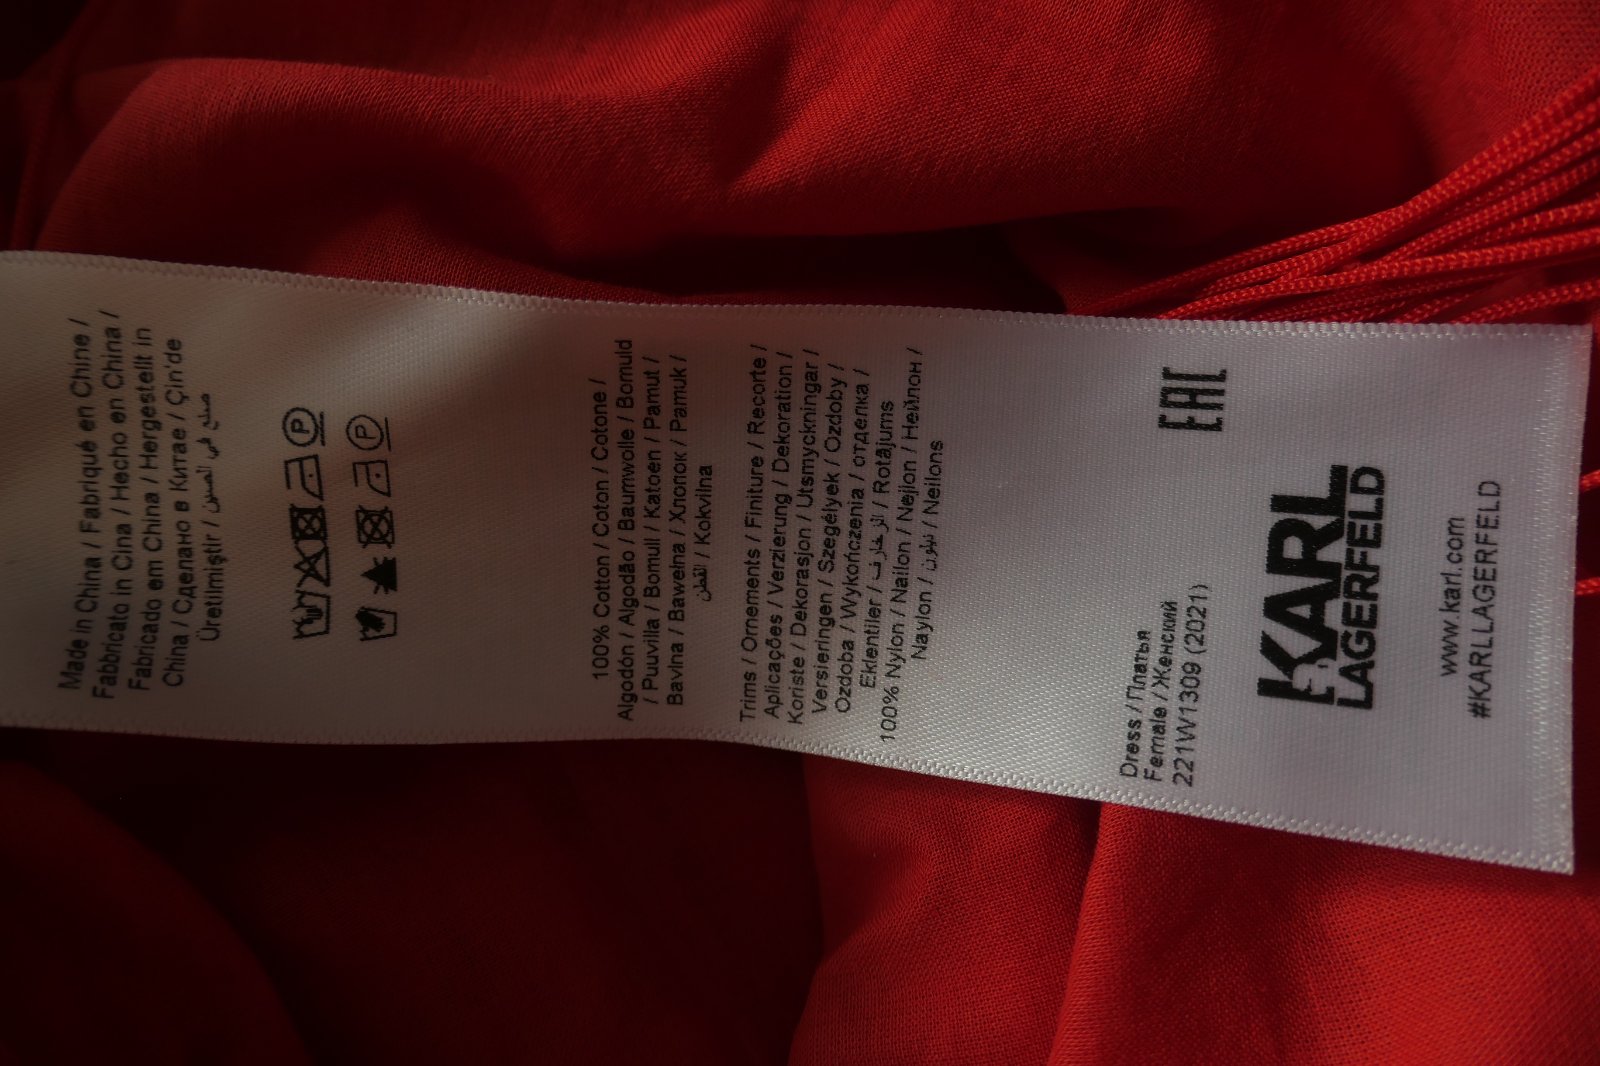 Made in China / Fabriqué en Chine /
Fabbricato in Cina / Hecho en China /
Fabricado em China / Hergestellt in
China / Сделано в Китае / Çin'de
Üretilmiştir / صنع في الصين
P
P
100% Cotton / Coton / Cotone /
Algodón / Algodão / Baumwolle / Bomuld
/ Puuvilla / Bomull / Katoen / Pamut /
Bavlna / Bawełna / Хлопок / Pamuk /
القطن / Kokvilna
Trims / Ornements / Finiture / Recorte /
Aplicações / Verzierung / Dekoration /
Koriste / Dekorasjon / Utsmyckningar /
Versieringen / Szegélyek / Ozdoby /
Ozdoba / Wykończenia / отделка /
Eklentiler / الزخارف / Rotājums
100% Nylon / Nailon / Nejlon / Нейлон /
Naylon / نيلون / Neilons
Dress / Платья
Female / Женский
221W1309 (2021)
EAC
KARL
LAGERFELD
www.karl.com
#KARLLAGERFELD